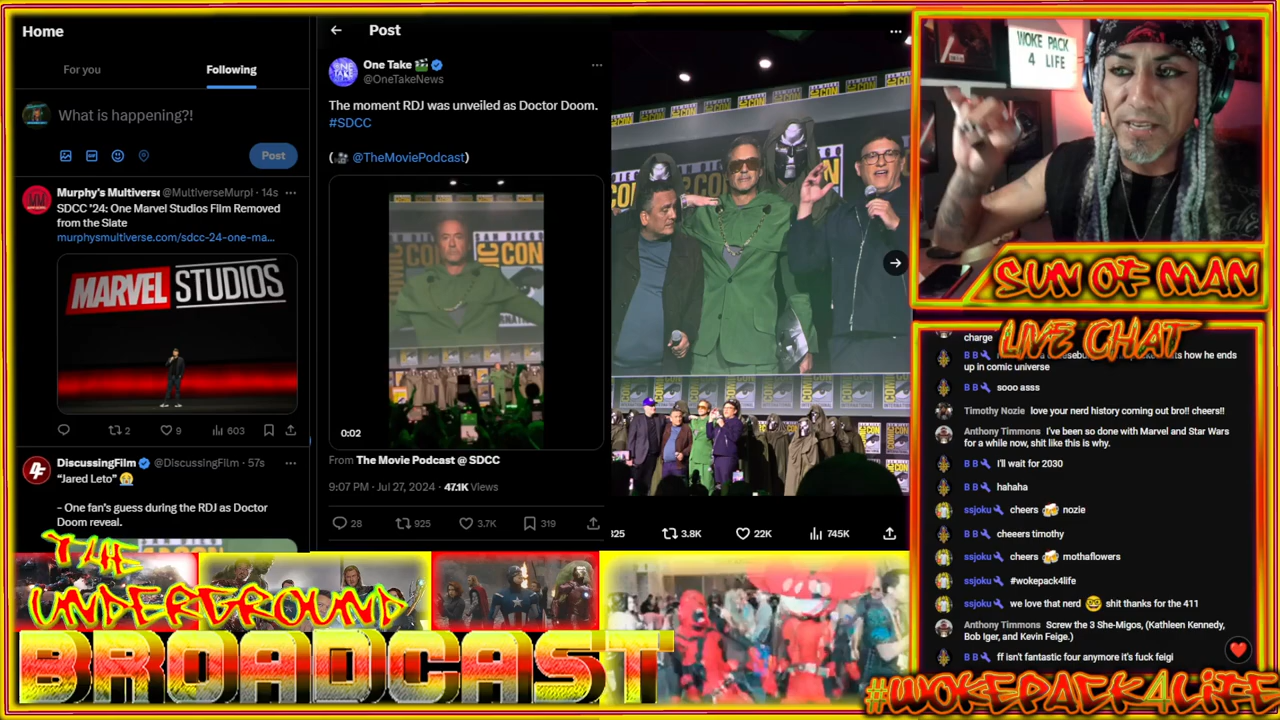 Home
For you
Following
What is happening?!
GIF
Post
Murphy's Multiverse @MultiverseMurpl · 14s
SDCC '24: One Marvel Studios Film Removed
from the Slate
murphysmultiverse.com/sdcc-24-one-ma...
MARVEL STUDIOS
2
9
603
DiscussingFilm @DiscussingFilm · 57s
"Jared Leto" 😭
- One fan's guess during the RDJ as Doctor
Doom reveal.
Post
ONE TAKE
One Take 🎬
@OneTakeNews
The moment RDJ was unveiled as Doctor Doom.
#SDCC
(🎥 @TheMoviePodcast)
SAN DIEGO
COMIC CON
0:02
From The Movie Podcast @ SDCC
9:07 PM · Jul 27, 2024 · 47.1K Views
28
925
3.7K
319
3.8K
22K
745K
WOKE PACK
4 LIFE
SUN OF MAN
LIVE CHAT
charge
its how he ends
up in comic universe
B B sooo asss
Timothy Nozie love your nerd history coming out bro!! cheers!!
Anthony Timmons I've been so done with Marvel and Star Wars
for a while now, shit like this is why.
B B I'll wait for 2030
B B hahaha
ssjoku cheers 🍻 nozie
B B cheeers timothy
ssjoku cheers 🍻 mothaflowers
ssjoku #wokepack4life
ssjoku we love that nerd 🤓 shit thanks for the 411
Anthony Timmons Screw the 3 She-Migos, (Kathleen Kennedy,
Bob Iger, and Kevin Feige.)
B B ff isn't fantastic four anymore it's fuck feigi
THE
UNDERGROUND
BROADCAST
#WOKEPACK4LIFE